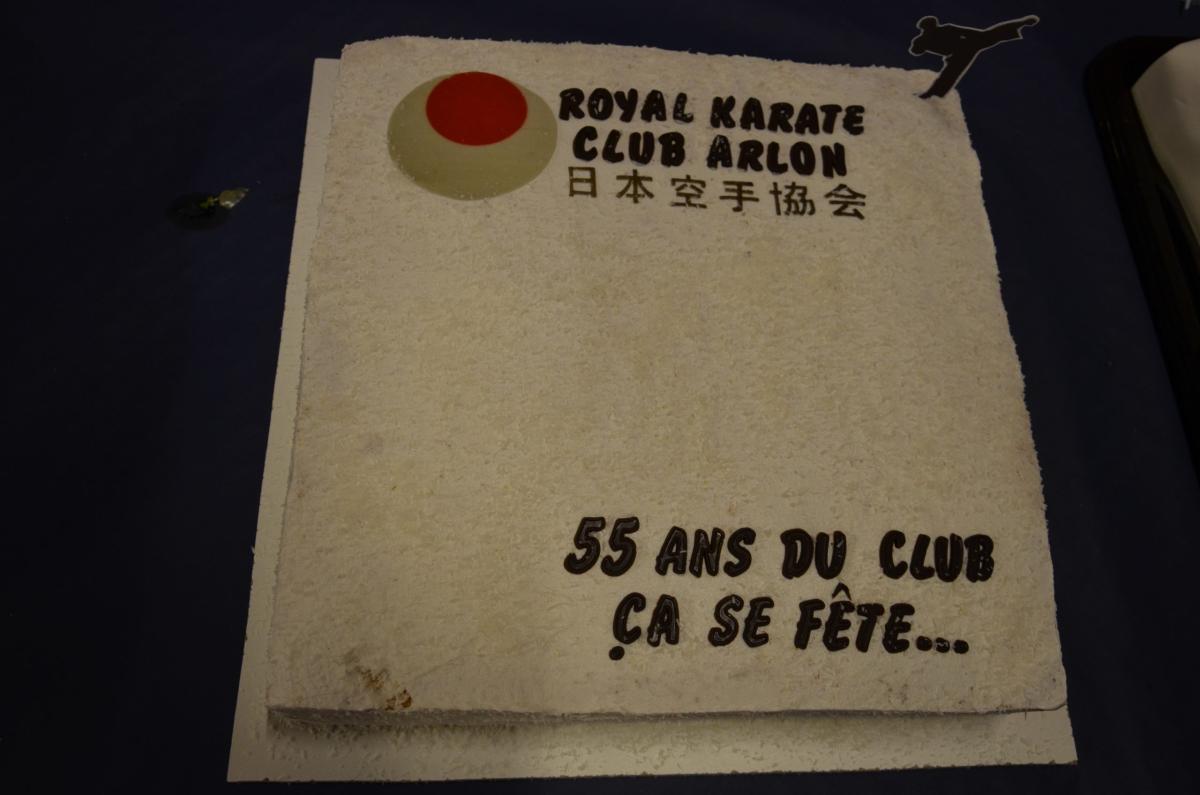 ROYAL KARATE
CLUB ARLON
日本空手協会
55 ANS DU CLUB
ÇA SE FÊTE...